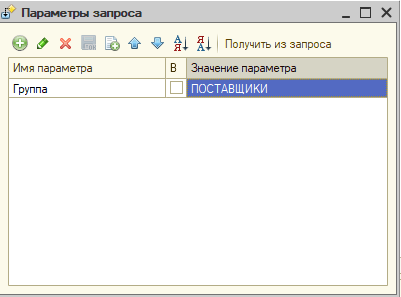 Параметры запроса
Получить из запроса
Имя параметра В Значение параметра
Группа ПОСТАВЩИКИ